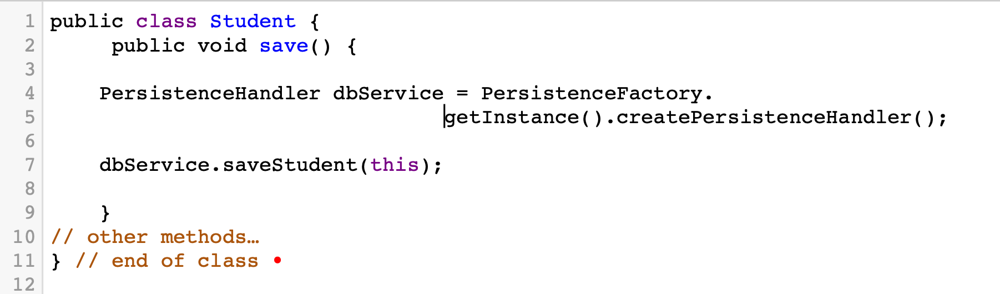 1 public class Student {
2 public void save() {
3
4 PersistenceHandler dbService = PersistenceFactory.
5 getInstance().createPersistenceHandler();
6
7 dbService.saveStudent(this);
8
9 }
10 // other methods…
11 } // end of class •
12